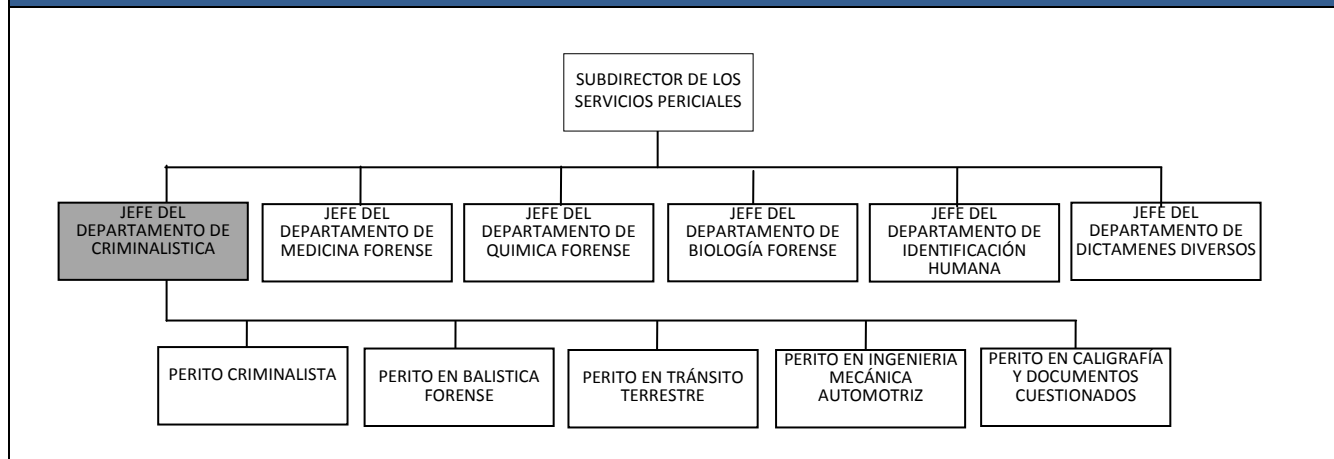 SUBDIRECTOR DE LOS
SERVICIOS PERICIALES
JEFE DEL
DEPARTAMENTO DE
CRIMINALISTICA
JEFE DEL
DEPARTAMENTO DE
MEDICINA FORENSE
JEFE DEL
DEPARTAMENTO DE
QUIMICA FORENSE
JEFE DEL
DEPARTAMENTO DE
BIOLOGÍA FORENSE
JEFE DEL
DEPARTAMENTO DE
IDENTIFICACIÓN
HUMANA
JEFE DEL
DEPARTAMENTO DE
DICTAMENES DIVERSOS
PERITO CRIMINALISTA
PERITO EN BALISTICA
FORENSE
PERITO EN TRÁNSITO
TERRESTRE
PERITO EN INGENIERIA
MECÁNICA
AUTOMOTRIZ
PERITO EN CALIGRAFÍA
Y DOCUMENTOS
CUESTIONADOS